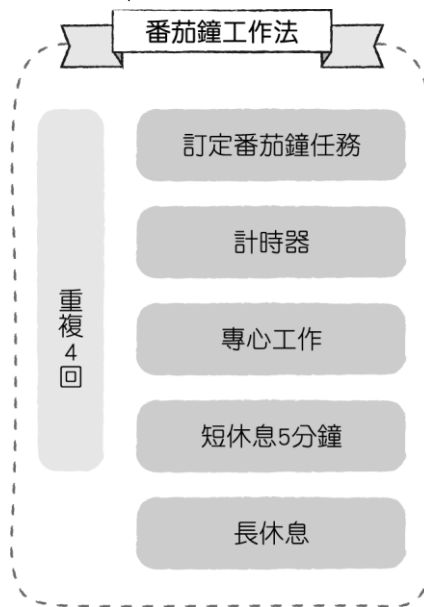 番茄鐘工作法
訂定番茄鐘任務
計時器
專心工作
短休息5分鐘
長休息
重複4回